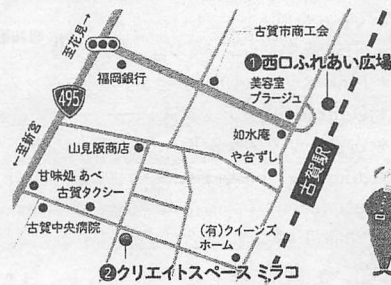 至花見→
古賀市商工会
❶西口ふれあい広場
福岡銀行
美容室
プラージュ
495
如水庵
←至新宮
山見阪商店
や台ずし
古賀駅
甘味処 あべ
古賀タクシー
古賀中央病院
(有)クイーンズ
ホーム
❷クリエイトスペース ミラコ